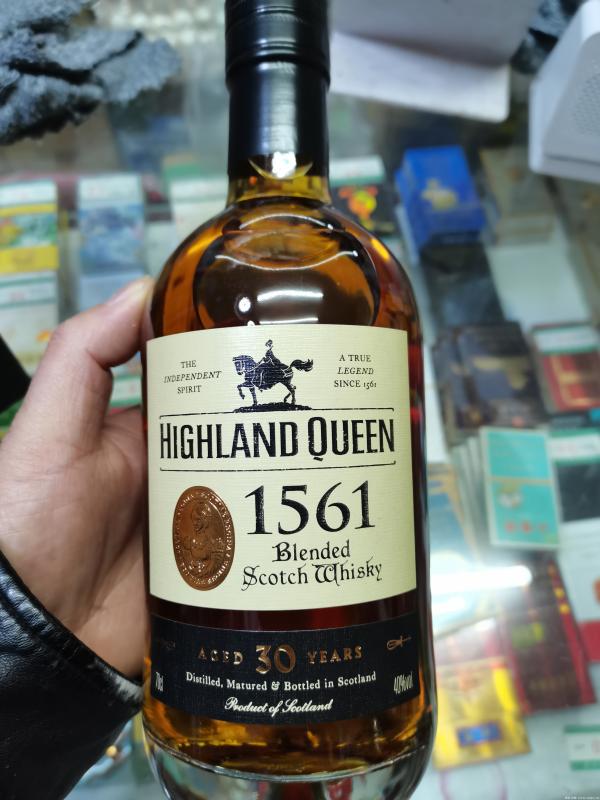 THE
INDEPENDENT
SPIRIT
A TRUE
LEGEND
SINCE 1561
HIGHLAND QUEEN
1561
Blended
Scotch Whisky
AGED 30 YEARS
Distilled, Matured & Bottled in Scotland
70cl
40%vol
Product of Scotland